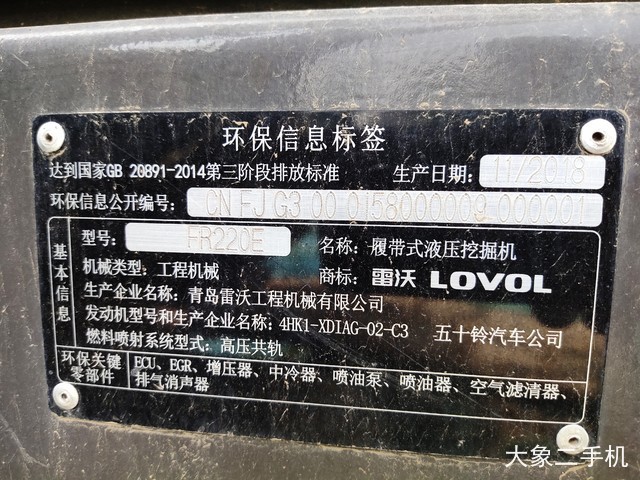 环保信息标签
达到国家GB 20891-2014第三阶段排放标准 生产日期: 11/2018
环保信息公开编号: CN FJ G3 00 0158000009 000001
基本信息
型号: FR220E 名称: 履带式液压挖掘机
机械类型: 工程机械 商标: 雷沃 LOVOL
生产企业名称: 青岛雷沃工程机械有限公司
发动机型号和生产企业名称: 4HK1-XDIAG-02-C3 五十铃汽车公司
燃料喷射系统型式: 高压共轨
环保关键零部件
ECU、EGR、增压器、中冷器、喷油泵、喷油器、空气滤清器、
排气消声器
大象二手机